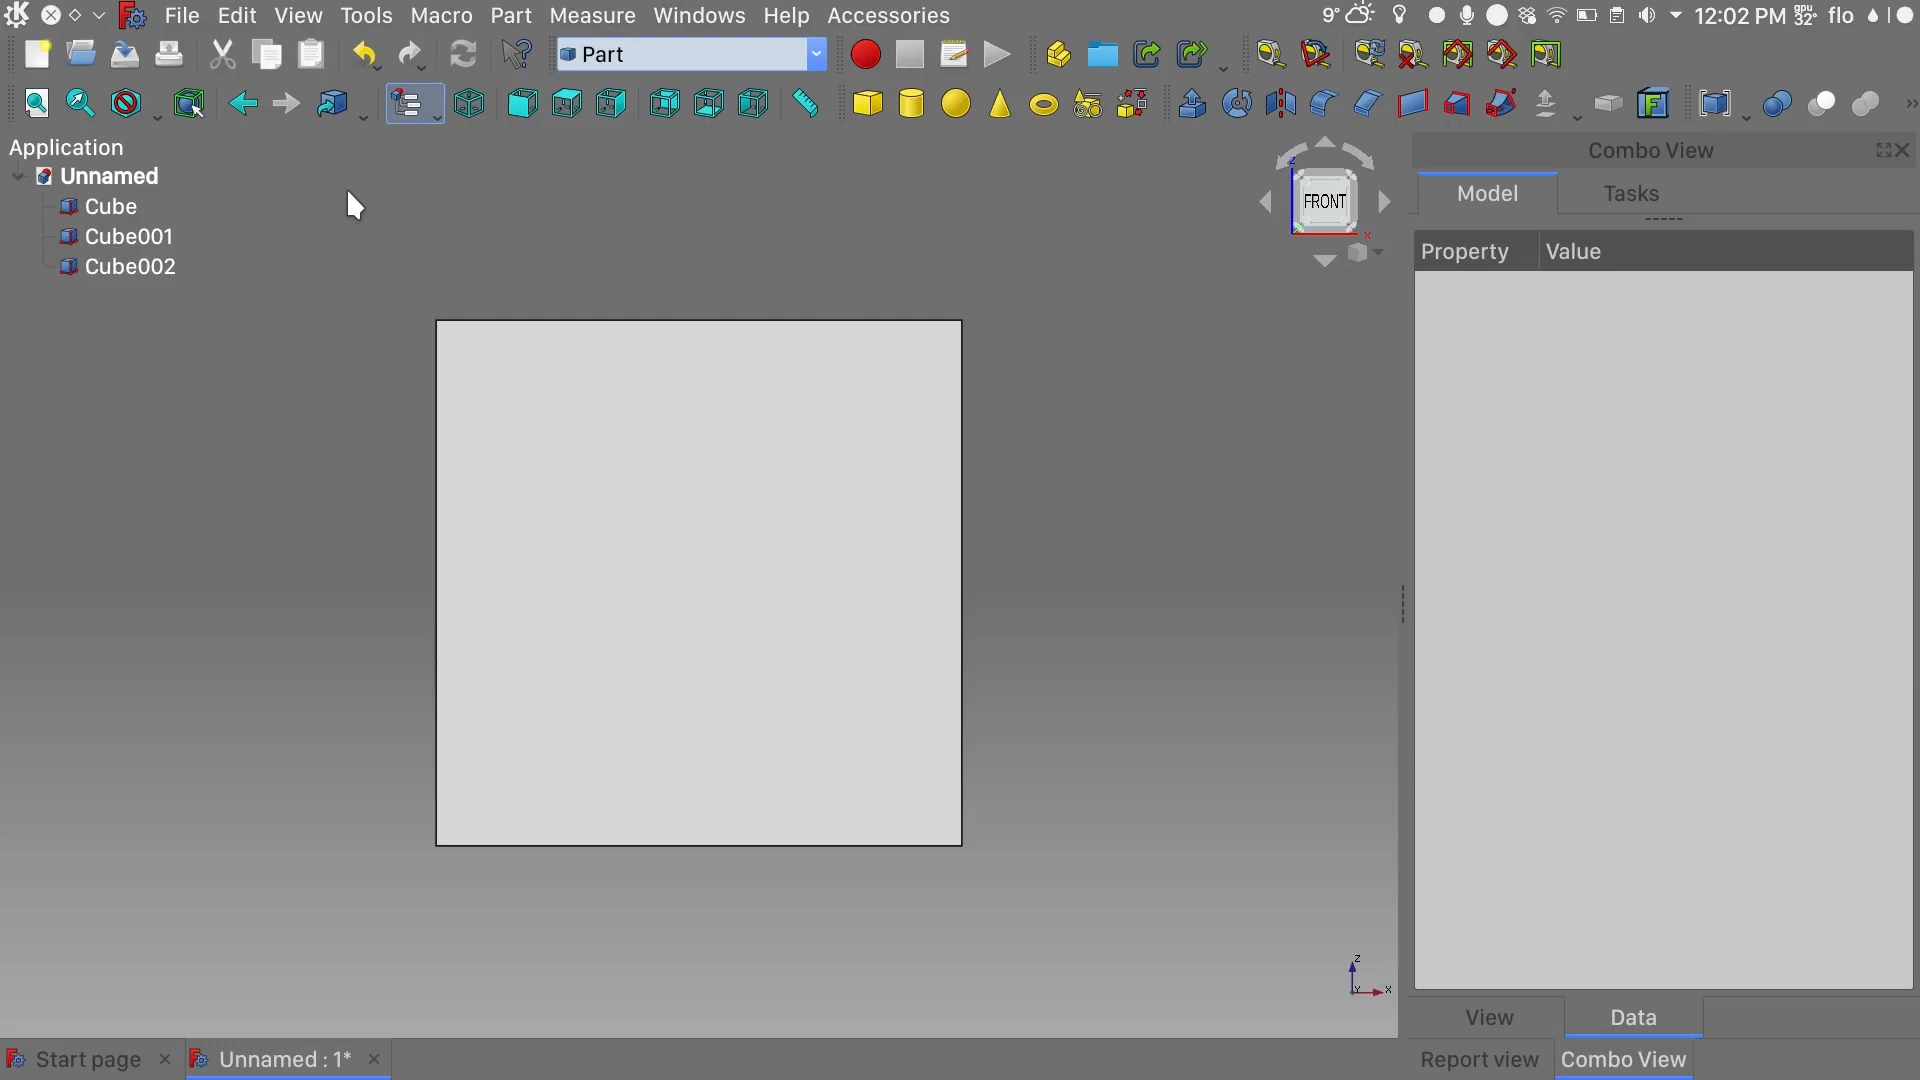 File Edit View Tools Macro Part Measure Windows Help Accessories 9° 12:02 PM gpu 32° flo
Part
Application
Unnamed
Cube
Cube001
Cube002
Z
FRONT
X
Combo View
Model Tasks
Property Value
Z
Y X
View Data
Start page Unnamed : 1* Report view Combo View